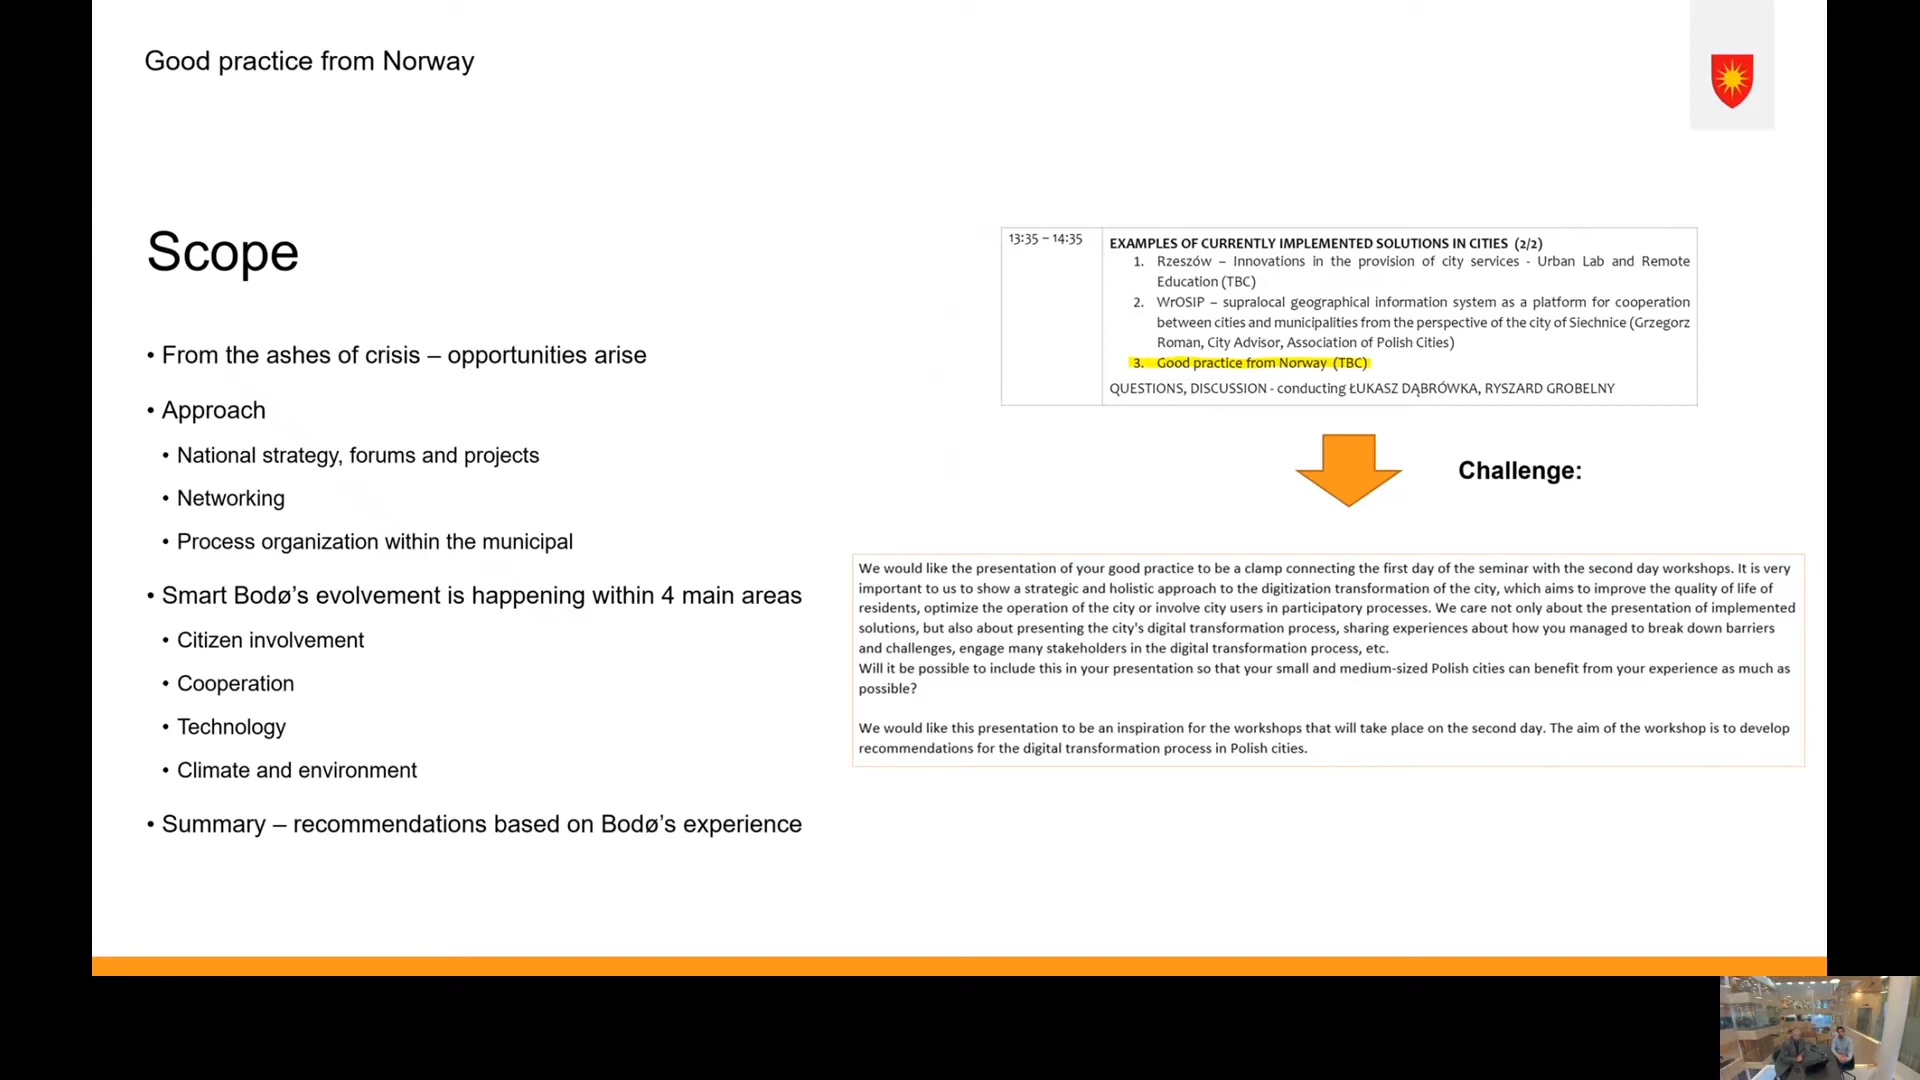 Good practice from Norway
Scope
• From the ashes of crisis – opportunities arise
• Approach
• National strategy, forums and projects
• Networking
• Process organization within the municipal
• Smart Bodø’s evolvement is happening within 4 main areas
• Citizen involvement
• Cooperation
• Technology
• Climate and environment
• Summary – recommendations based on Bodø’s experience
13:35 – 14:35
EXAMPLES OF CURRENTLY IMPLEMENTED SOLUTIONS IN CITIES (2/2)
1. Rzeszów – Innovations in the provision of city services - Urban Lab and Remote
Education (TBC)
2. WrOSIP – supralocal geographical information system as a platform for cooperation
between cities and municipalities from the perspective of the city of Siechnice (Grzegorz
Roman, City Advisor, Association of Polish Cities)
3. Good practice from Norway (TBC)
QUESTIONS, DISCUSSION - conducting ŁUKASZ DĄBRÓWKA, RYSZARD GROBELNY
Challenge:
We would like the presentation of your good practice to be a clamp connecting the first day of the seminar with the second day workshops. It is very
important to us to show a strategic and holistic approach to the digitization transformation of the city, which aims to improve the quality of life of
residents, optimize the operation of the city or involve city users in participatory processes. We care not only about the presentation of implemented
solutions, but also about presenting the city's digital transformation process, sharing experiences about how you managed to break down barriers
and challenges, engage many stakeholders in the digital transformation process, etc.
Will it be possible to include this in your presentation so that your small and medium-sized Polish cities can benefit from your experience as much as
possible?
We would like this presentation to be an inspiration for the workshops that will take place on the second day. The aim of the workshop is to develop
recommendations for the digital transformation process in Polish cities.